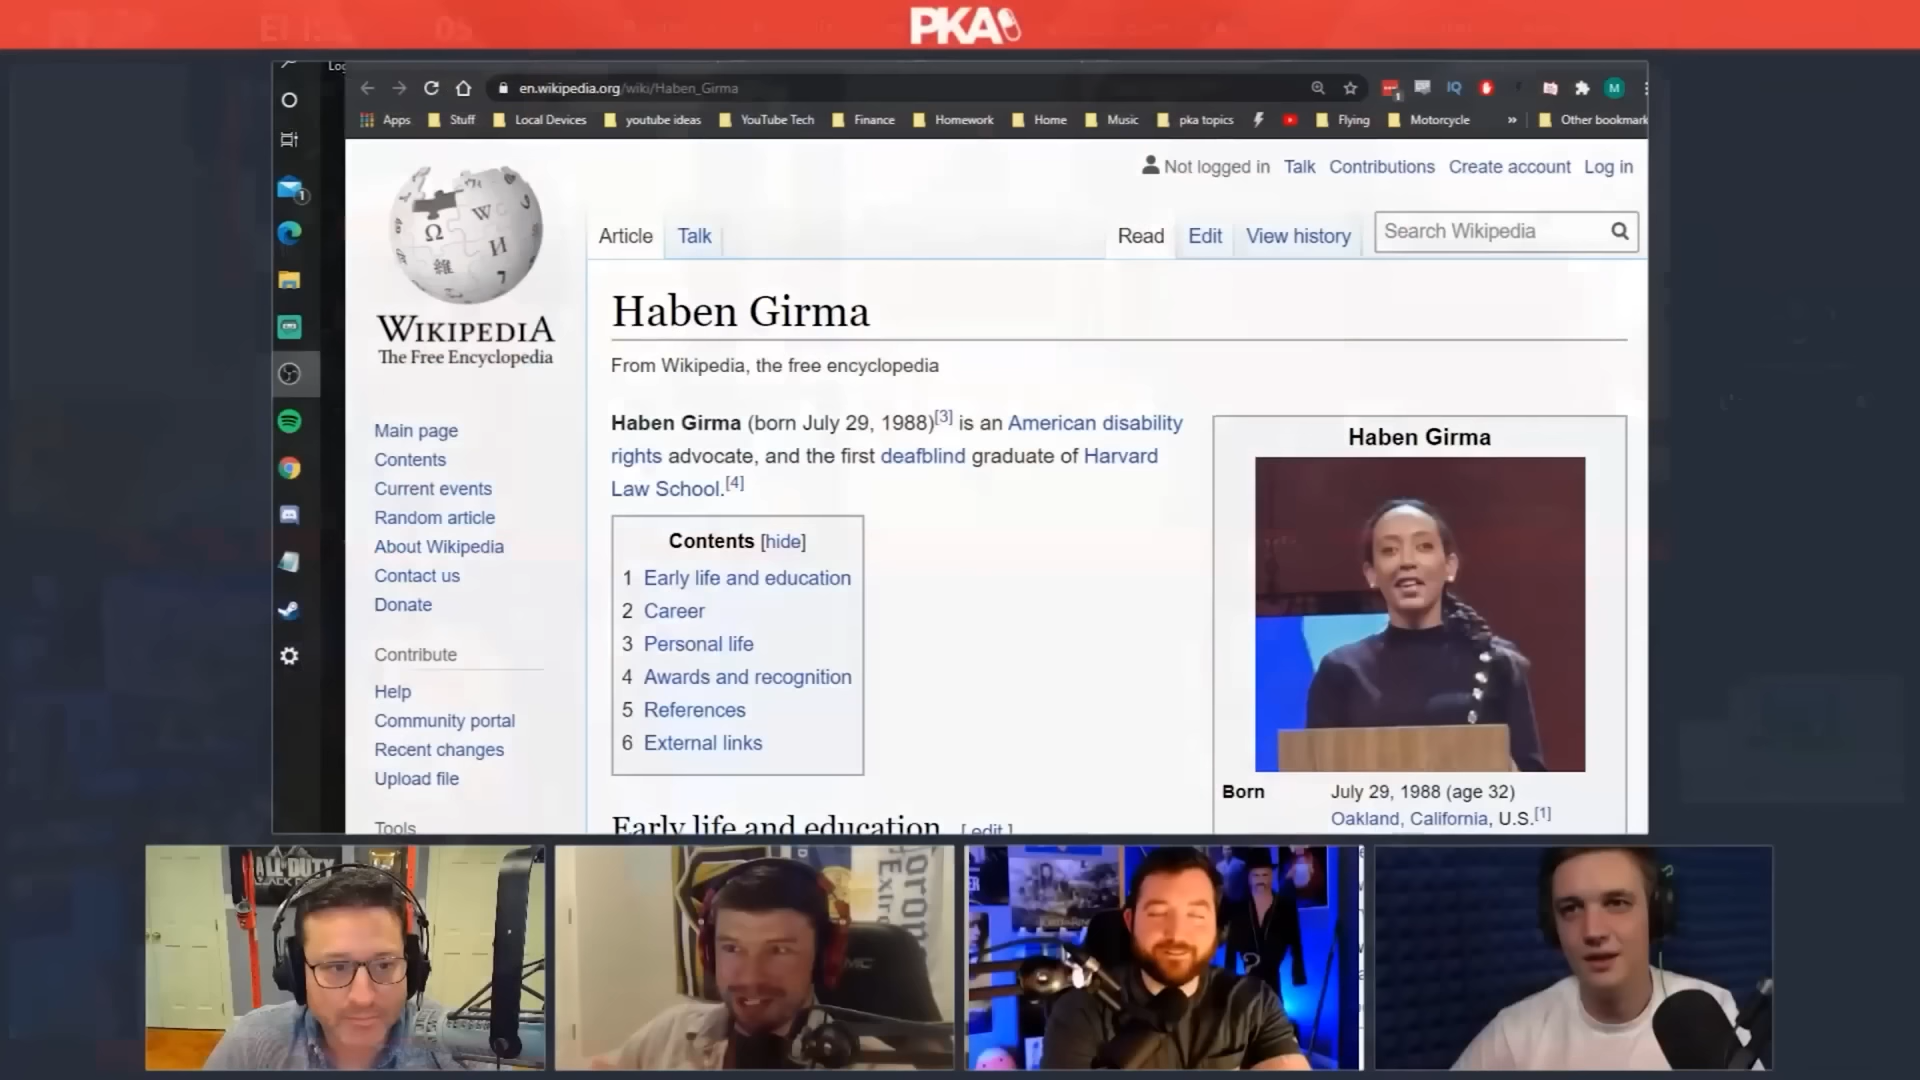 PKA
Log
en.wikipedia.org/wiki/Haben_Girma
IQ
1
M
Apps Stuff Local Devices youtube ideas YouTube Tech Finance Homework Home Music pka topics Flying Motorcycle » Other bookmark
1
Not logged in Talk Contributions Create account Log in
Article Talk Read Edit View history Search Wikipedia
Ω W И 維
WIKIPEDIA
The Free Encyclopedia
Main page
Contents
Current events
Random article
About Wikipedia
Contact us
Donate
Contribute
Help
Community portal
Recent changes
Upload file
Tools
Haben Girma
From Wikipedia, the free encyclopedia
Haben Girma (born July 29, 1988)[3] is an American disability
rights advocate, and the first deafblind graduate of Harvard
Law School.[4]
Contents [hide]
1 Early life and education
2 Career
3 Personal life
4 Awards and recognition
5 References
6 External links
Early life and education [ edit ]
Haben Girma
Born July 29, 1988 (age 32)
Oakland, California, U.S.[1]